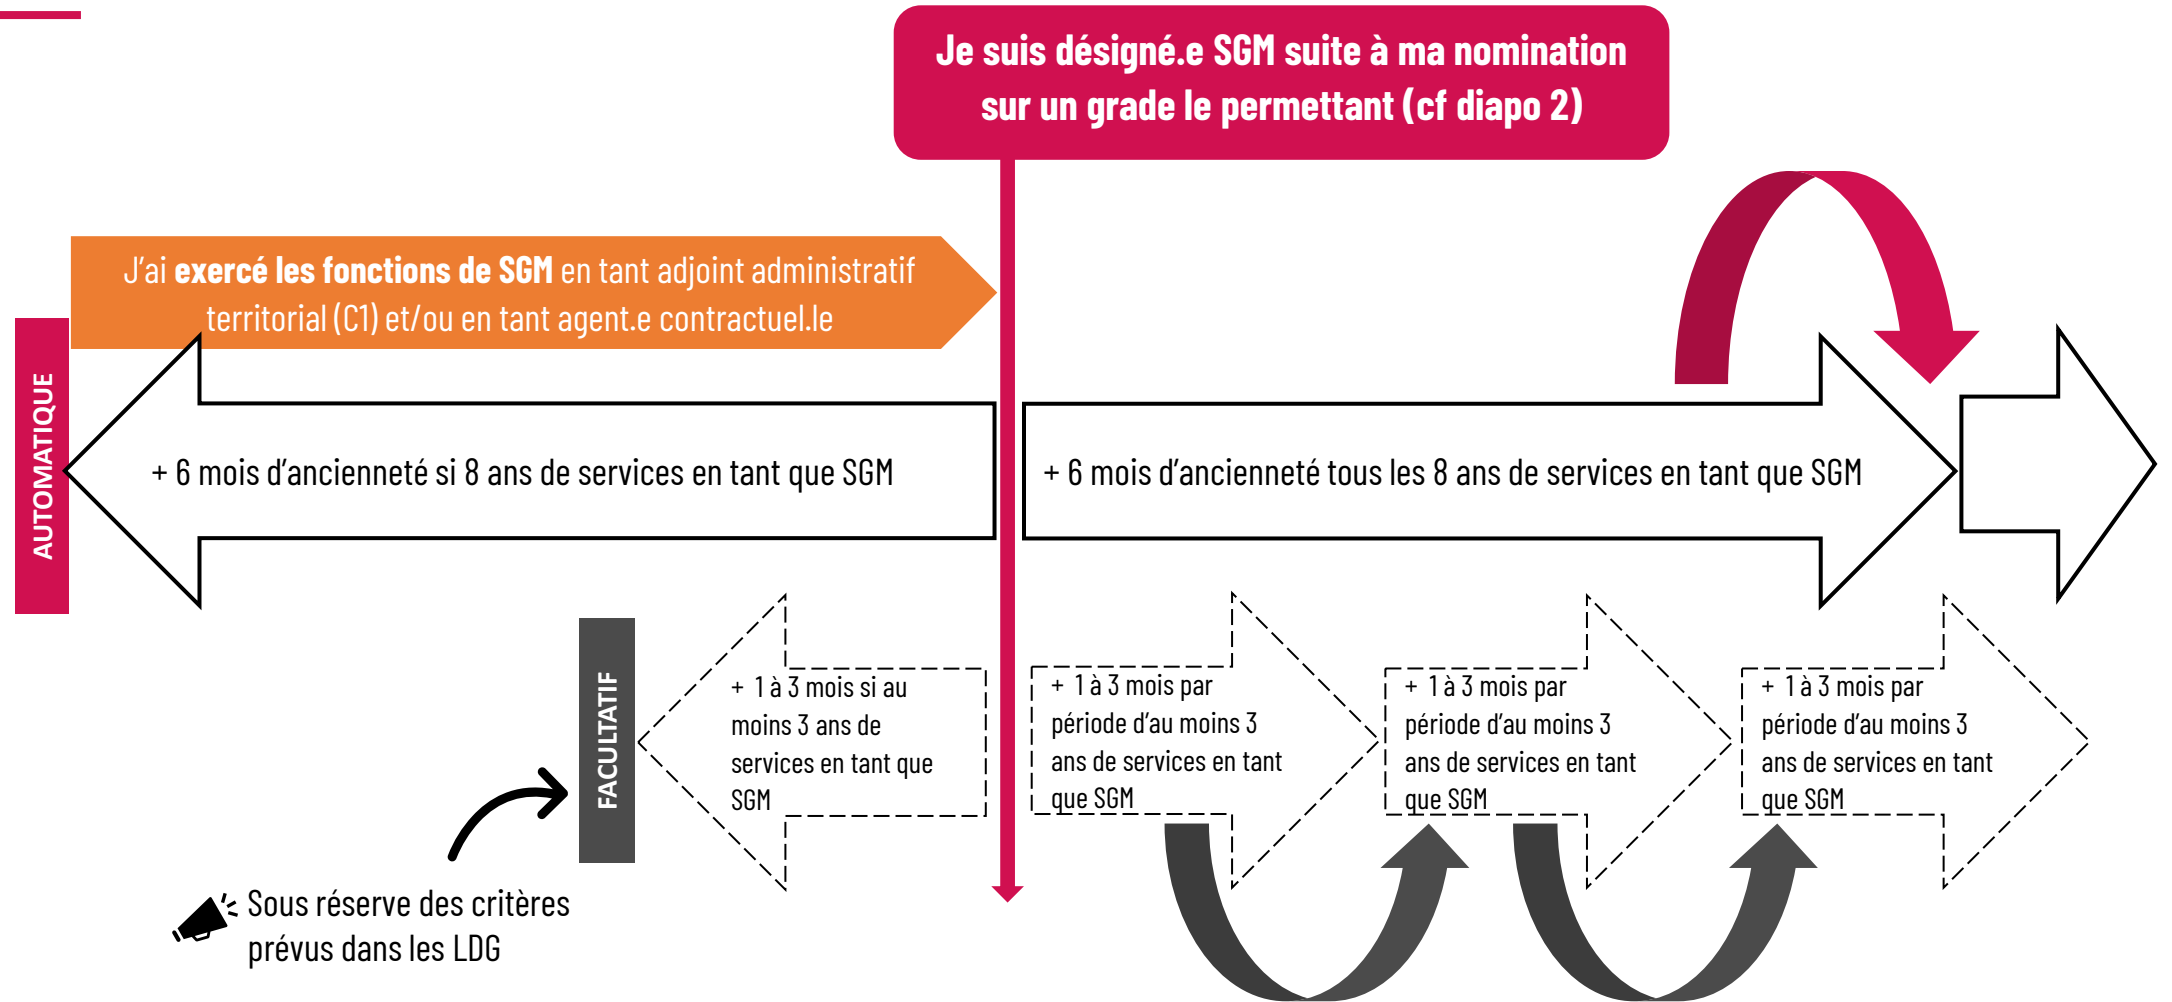 Je suis désigné.e SGM suite à ma nomination
sur un grade le permettant (cf diapo 2)
J'ai exercé les fonctions de SGM en tant adjoint administratif
territorial (C1) et/ou en tant agent.e contractuel.le
AUTOMATIQUE
+ 6 mois d'ancienneté si 8 ans de services en tant que SGM
+ 6 mois d'ancienneté tous les 8 ans de services en tant que SGM
FACULTATIF
+ 1 à 3 mois si au
moins 3 ans de
services en tant que
SGM
+ 1 à 3 mois par
période d'au moins 3
ans de services en tant
que SGM
+ 1 à 3 mois par
période d'au moins 3
ans de services en tant
que SGM
+ 1 à 3 mois par
période d'au moins 3
ans de services en tant
que SGM
Sous réserve des critères
prévus dans les LDG